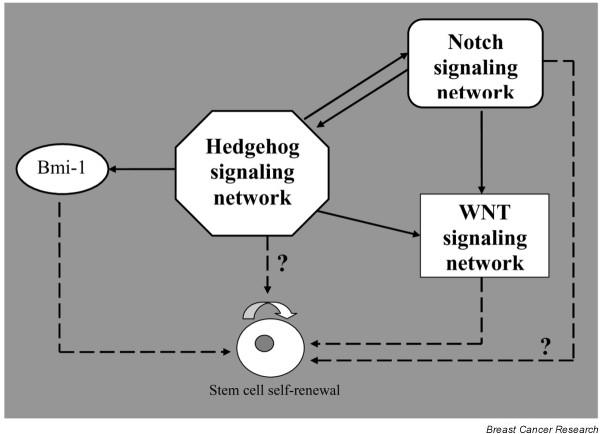 Notch
signaling
network
Hedgehog
signaling
network
Bmi-1
WNT
signaling
network
?
?
Stem cell self-renewal
Breast Cancer Research